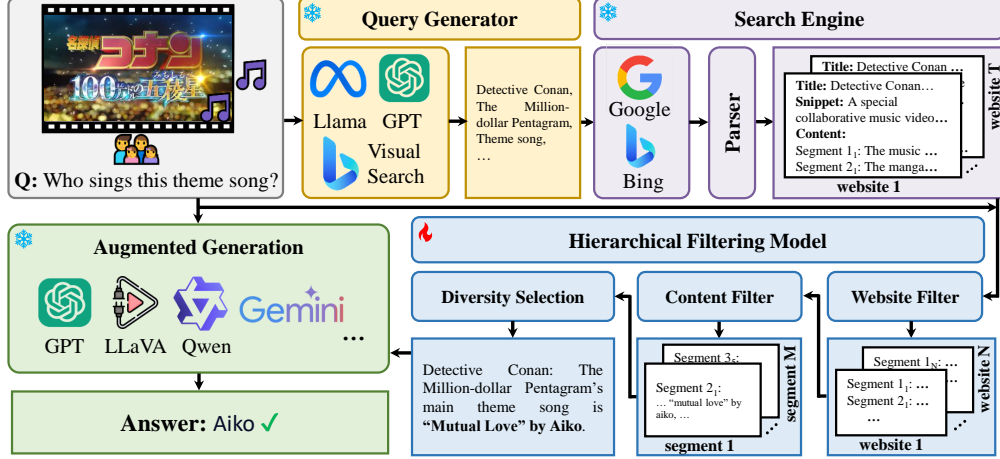 名探偵
コナン
100万ドルの五稜星
みちしるべ
Q: Who sings this theme song?
Query Generator
Llama
GPT
Visual
Search
Detective Conan,
The Million-
dollar Pentagram,
Theme song,
...
Search Engine
Google
Bing
Parser
Title: Detective Conan ...
Title: Detective Conan...
Snippet: A special
collaborative music video...
Content:
Segment 1₁: The music ...
Segment 2₁: The manga...
...
website 1
website T
Augmented Generation
GPT
LLaVA
Qwen
Gemini
...
Answer: Aiko ✓
Hierarchical Filtering Model
Diversity Selection
Content Filter
Website Filter
Detective Conan: The
Million-dollar Pentagram's
main theme song is
“Mutual Love” by Aiko.
Segment 3₅:
Segment 2₁:
... “mutual love” by
aiko, ...
...
segment 1
segment M
Segment 1N: ...
Segment 1₁: ...
Segment 2₁: ...
...
...
website 1
website N